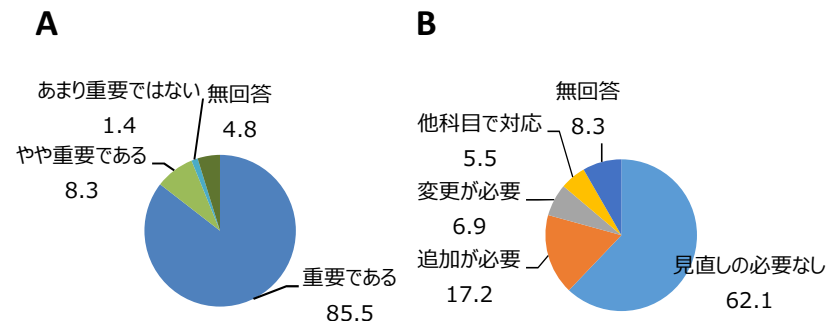 A
あまり重要ではない
1.4
無回答
4.8
やや重要である
8.3
重要である
85.5
B
無回答
8.3
他科目で対応
5.5
変更が必要
6.9
追加が必要
17.2
見直しの必要なし
62.1